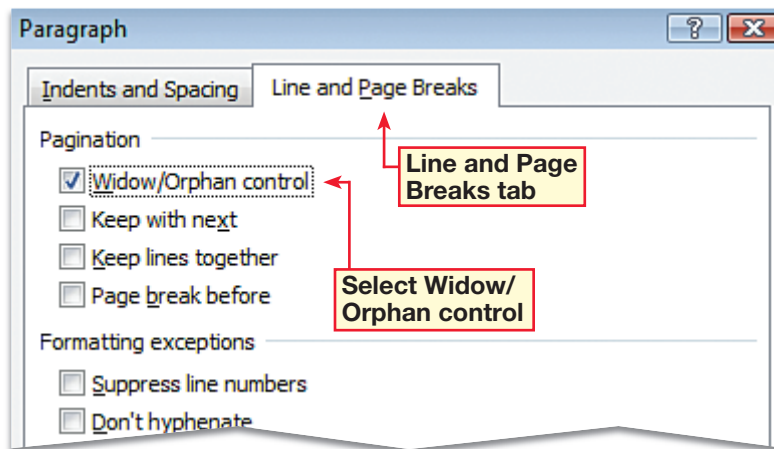 Paragraph
?
Indents and Spacing
Line and Page Breaks
Pagination
Line and Page
Breaks tab
Widow/Orphan control
Keep with next
Keep lines together
Page break before
Select Widow/
Orphan control
Formatting exceptions
Suppress line numbers
Don't hyphenate